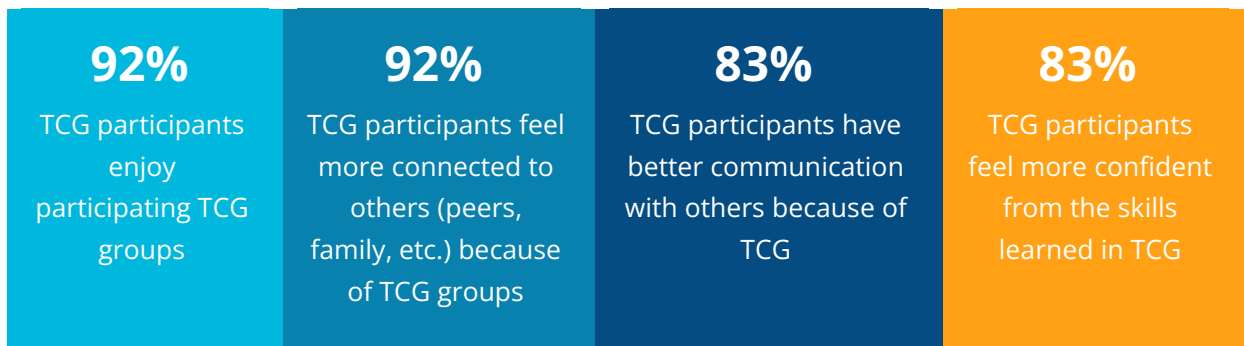 92%
TCG participants
enjoy
participating TCG
groups
92%
TCG participants feel
more connected to
others (peers,
family, etc.) because
of TCG groups
83%
TCG participants have
better communication
with others because of
TCG
83%
TCG participants
feel more confident
from the skills
learned in TCG